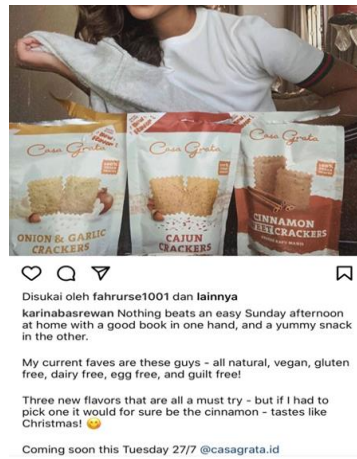 Casa Grata
ONION & GARLIC
CRACKERS
Casa Grata
CAJUN
CRACKERS
Casa Grata
CINNAMON
CRACKERS
Disukai oleh fahrurse1001 dan lainnya
karinabasrewan Nothing beats an easy Sunday afternoon
at home with a good book in one hand, and a yummy snack
in the other.
My current faves are these guys - all natural, vegan, gluten
free, dairy free, egg free, and guilt free!
Three new flavors that are all a must try - but if I had to
pick one it would for sure be the cinnamon - tastes like
Christmas! 😋
Coming soon this Tuesday 27/7 @casagrata.id